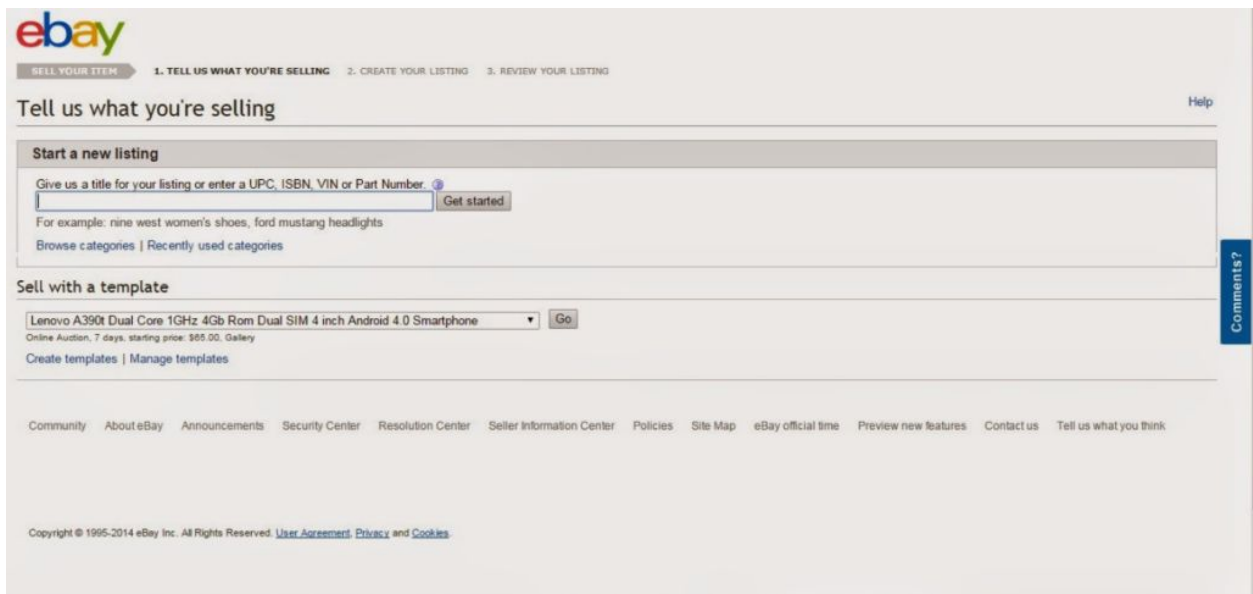 ebay
SELL YOUR ITEM 1. TELL US WHAT YOU'RE SELLING 2. CREATE YOUR LISTING 3. REVIEW YOUR LISTING
Tell us what you're selling
Help
Start a new listing
Give us a title for your listing or enter a UPC, ISBN, VIN or Part Number.
Get started
For example: nine west women's shoes, ford mustang headlights
Browse categories | Recently used categories
Comments?
Sell with a template
Lenovo A390t Dual Core 1GHz 4Gb Rom Dual SIM 4 inch Android 4.0 Smartphone Go
Online Auction, 7 days, starting price: $65.00, Gallery
Create templates | Manage templates
Community About eBay Announcements Security Center Resolution Center Seller Information Center Policies Site Map eBay official time Preview new features Contact us Tell us what you think
Copyright © 1995-2014 eBay Inc. All Rights Reserved. User Agreement, Privacy and Cookies.